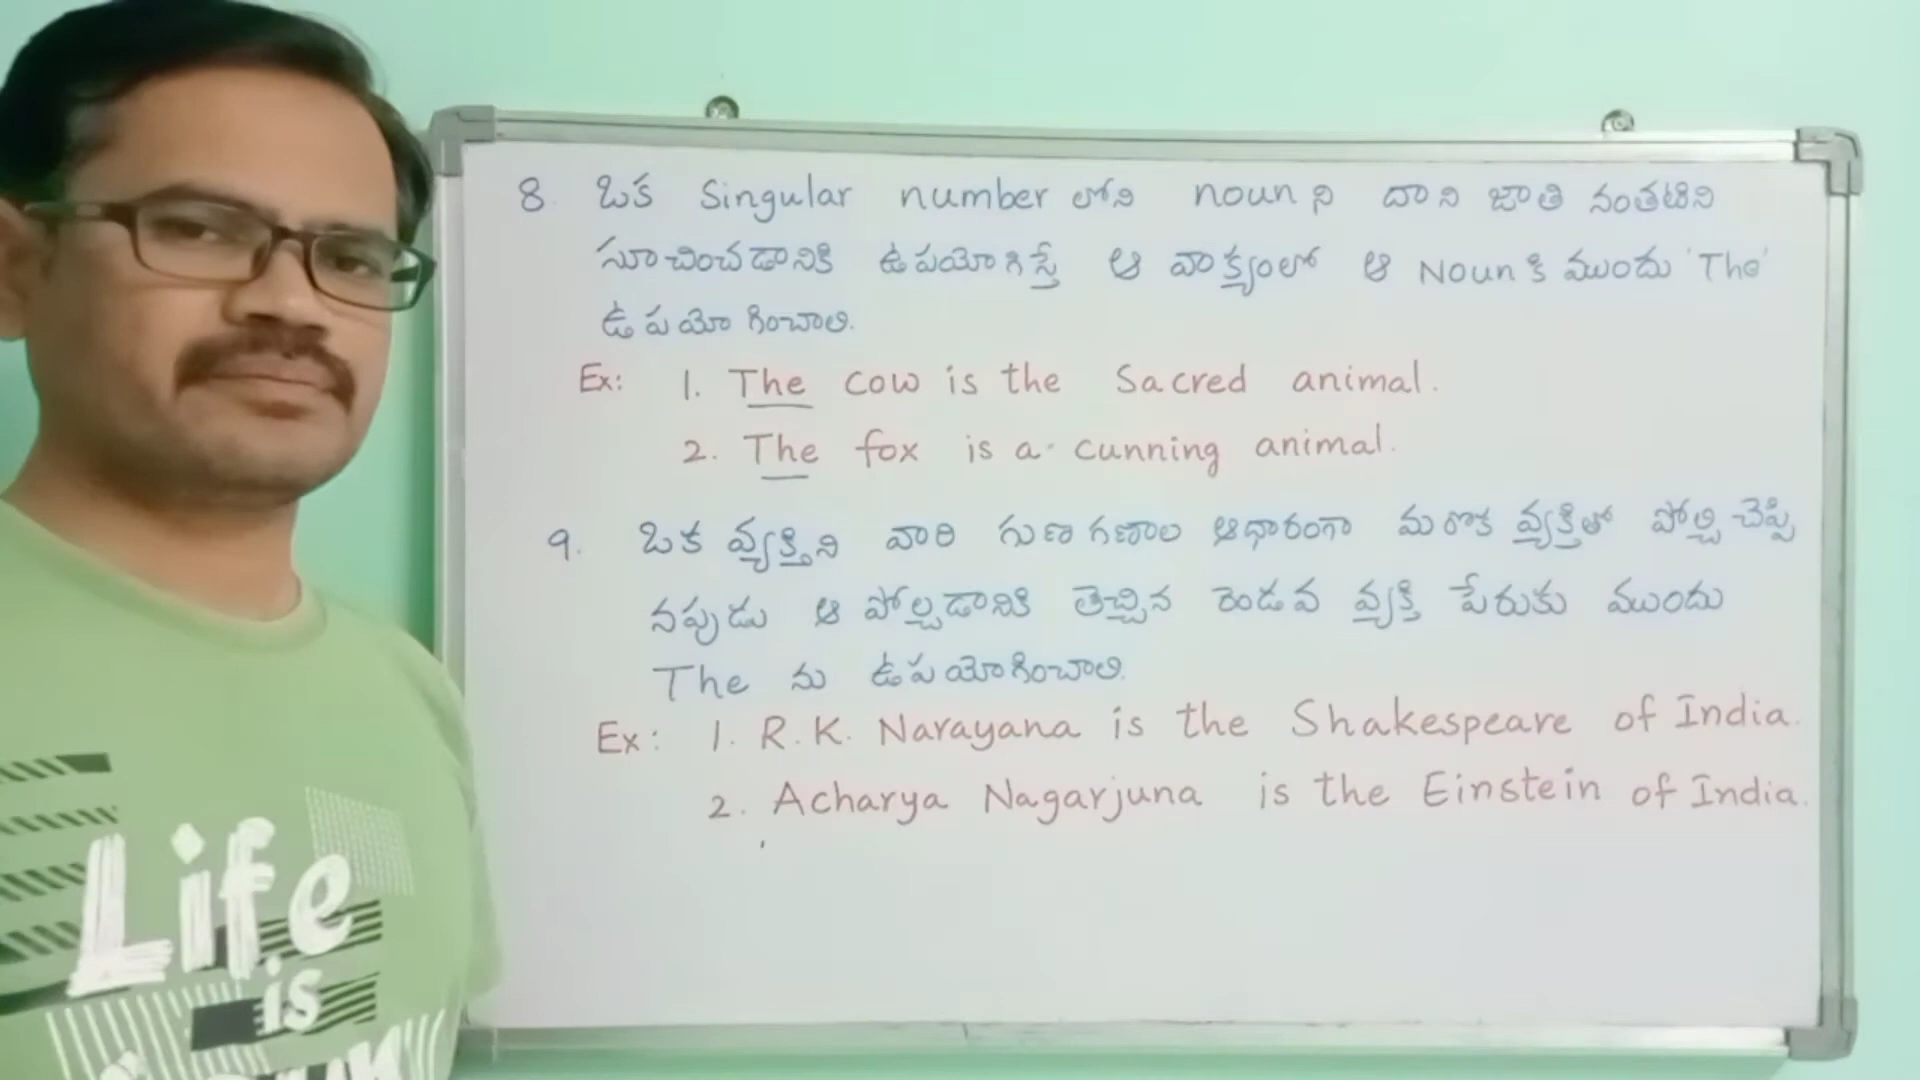 8. ఒక Singular number లోని noun ని దాని జాతి నంతటిని
సూచించడానికి ఉపయోగిస్తే ఆ వాక్యంలో ఆ Noun కి ముందు 'The'
ఉపయోగించాలి.
Ex: 1. The cow is the Sacred animal.
2. The fox is a cunning animal.
9. ఒక వ్యక్తిని వారి గుణగణాల ఆధారంగా మరొక వ్యక్తితో పోల్చి చెప్పి
నప్పుడు ఆ పోల్చడానికి తెచ్చిన రెండవ వ్యక్తి పేరుకు ముందు
The ను ఉపయోగించాలి.
Ex: 1. R.K. Narayana is the Shakespeare of India.
2. Acharya Nagarjuna is the Einstein of India.
Life
is